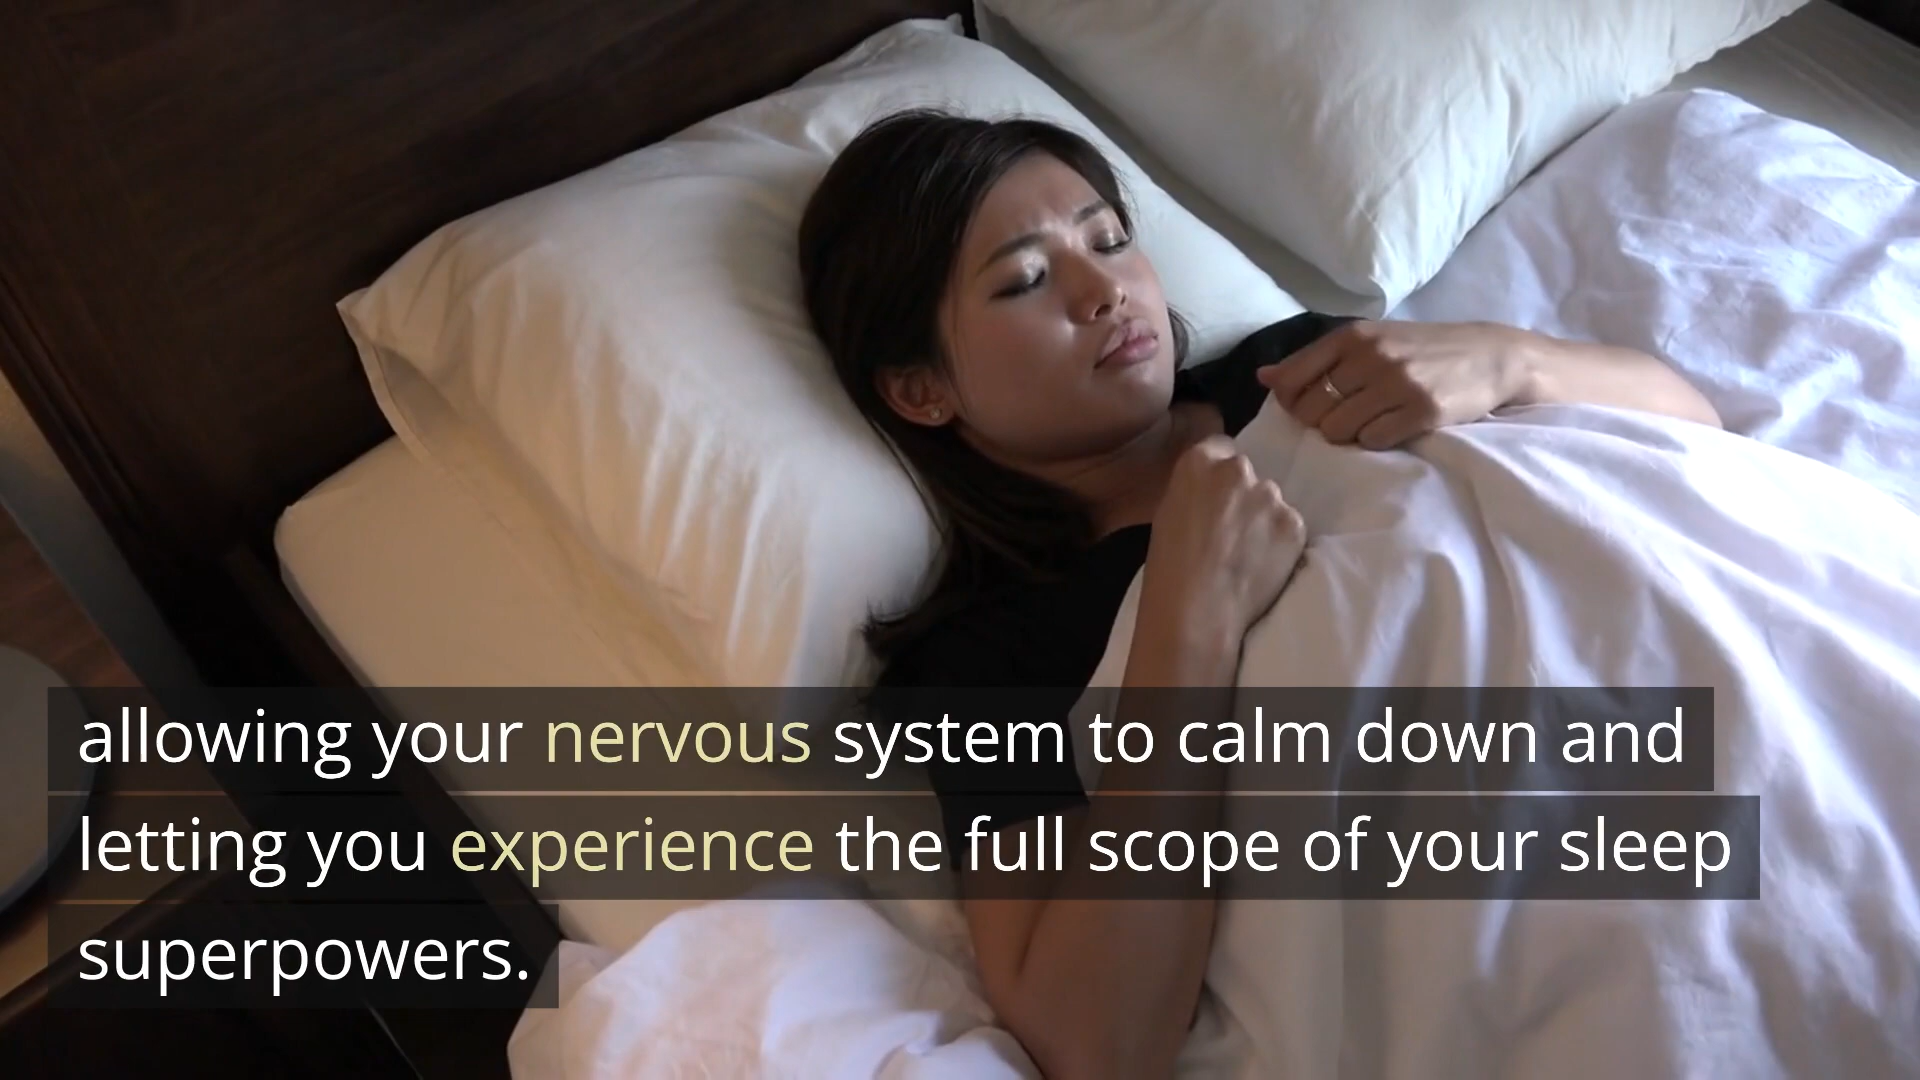 allowing your nervous system to calm down and
letting you experience the full scope of your sleep
superpowers.